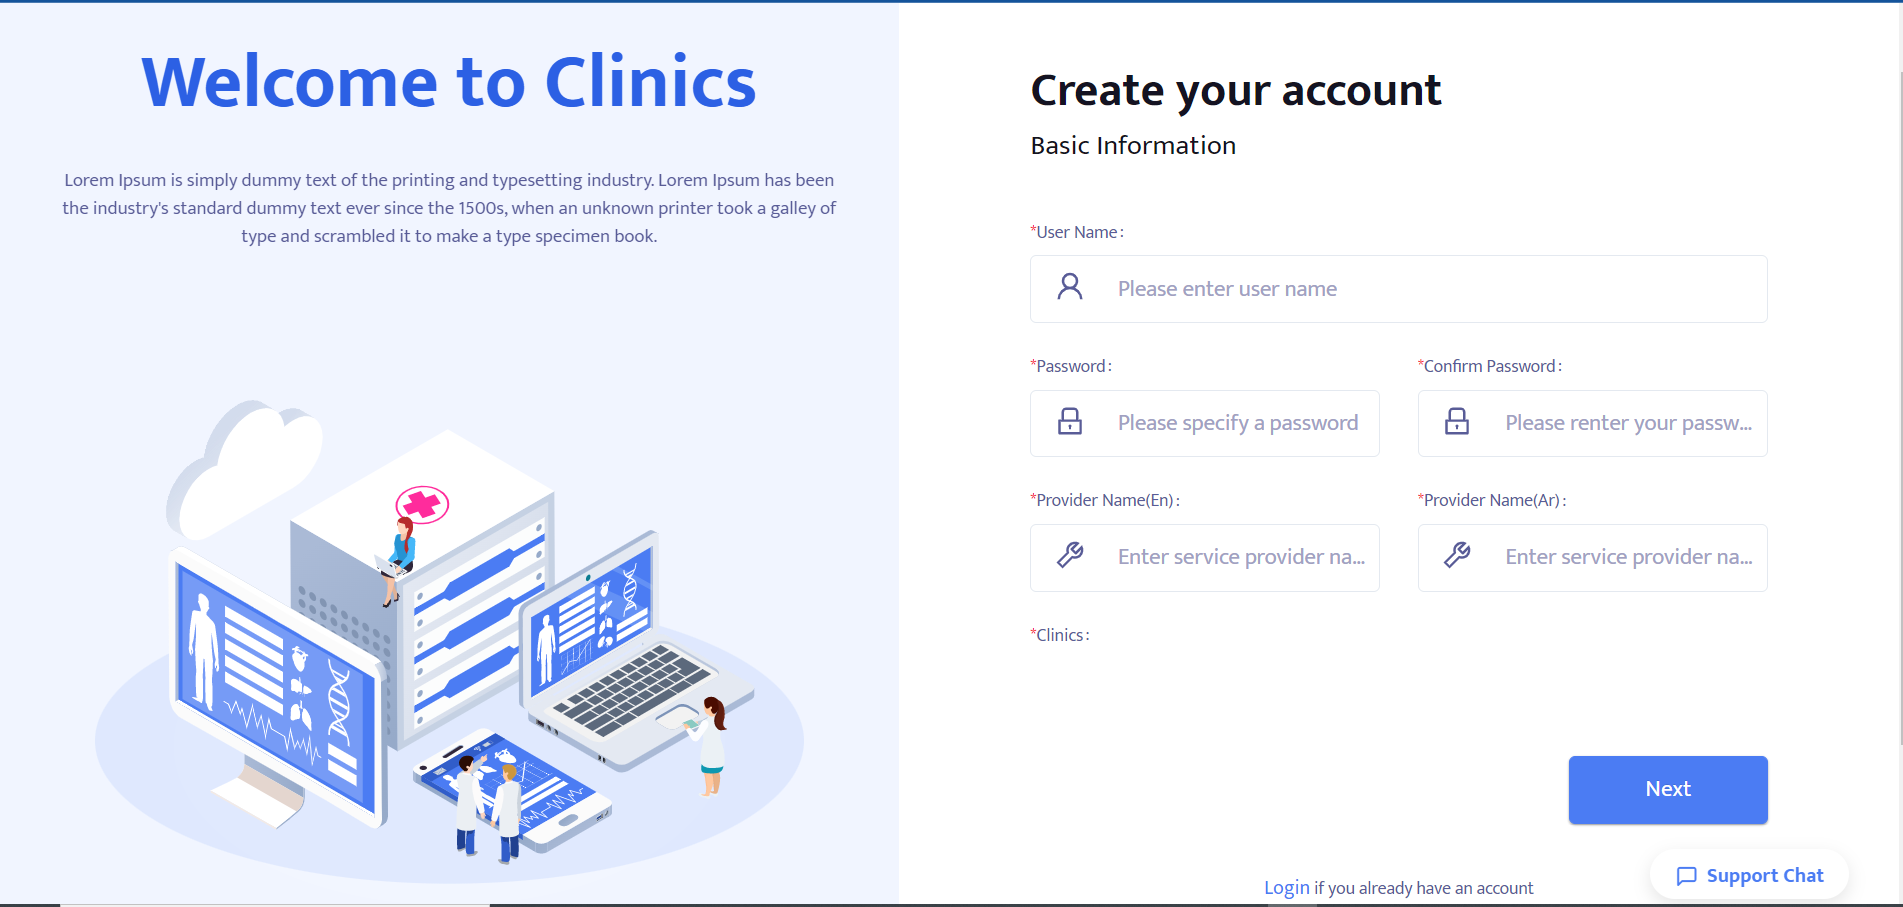 Welcome to Clinics
Lorem Ipsum is simply dummy text of the printing and typesetting industry. Lorem Ipsum has been
the industry's standard dummy text ever since the 1500s, when an unknown printer took a galley of
type and scrambled it to make a type specimen book.
Create your account
Basic Information
*User Name:
Please enter user name
*Password:
*Confirm Password:
Please specify a password
Please renter your passw...
*Provider Name(En):
*Provider Name(Ar):
Enter service provider na...
Enter service provider na...
*Clinics:
Next
Login if you already have an account
Support Chat